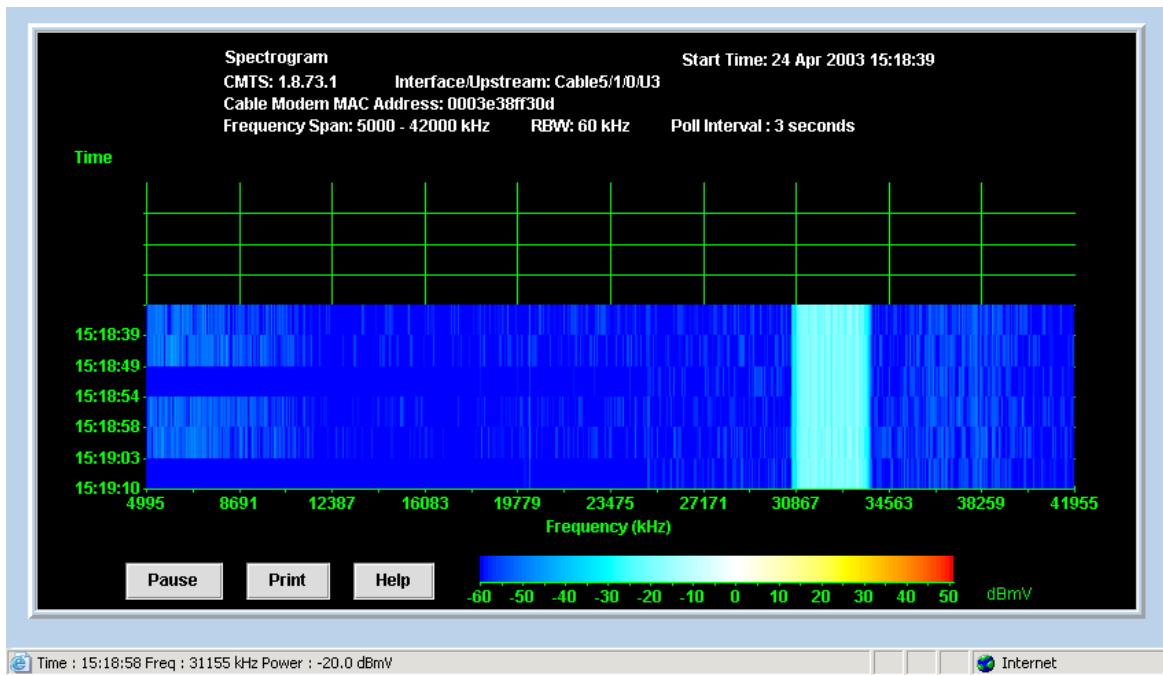 Spectrogram
Start Time: 24 Apr 2003 15:18:39
CMTS: 1.8.73.1 Interface/Upstream: Cable5/1/0/U3
Cable Modem MAC Address: 0003e38ff30d
Frequency Span: 5000 - 42000 kHz RBW: 60 kHz Poll Interval : 3 seconds
Time
15:18:39
15:18:49
15:18:54
15:18:58
15:19:03
15:19:10
4995 8691 12387 16083 19779 23475 27171 30867 34563 38259 41955
Frequency (kHz)
Pause Print Help
-60 -50 -40 -30 -20 -10 0 10 20 30 40 50 dBmV
Time : 15:18:58 Freq : 31155 kHz Power : -20.0 dBmV
Internet